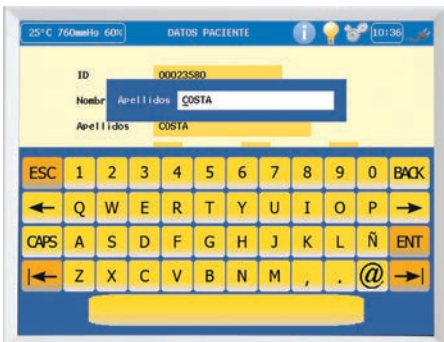 25°C 760mmHg 60% DATOS PACIENTE i 10:36
ID 00023580
Nombr Apellidos COSTA
Apellidos COSTA
ESC 1 2 3 4 5 6 7 8 9 0 BACK
← Q W E R T Y U I O P →
CAPS A S D F G H J K L Ñ ENT
|← Z X C V B N M , . @ →|